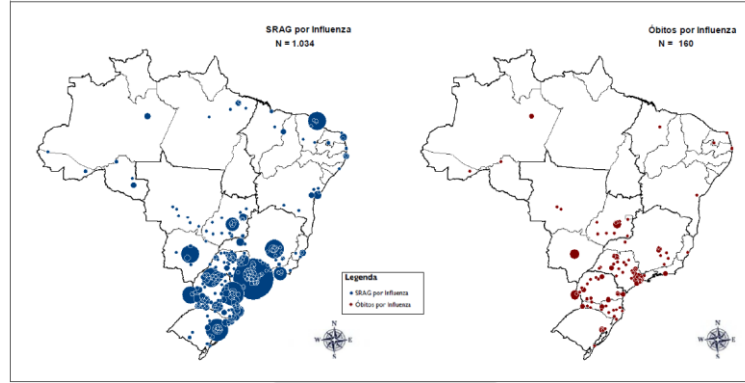 SRAG por Influenza
N = 1.034
Óbitos por Influenza
N = 160
Legenda
SRAG por Influenza
Óbitos por Influenza
N
W E
S
N
W E
S